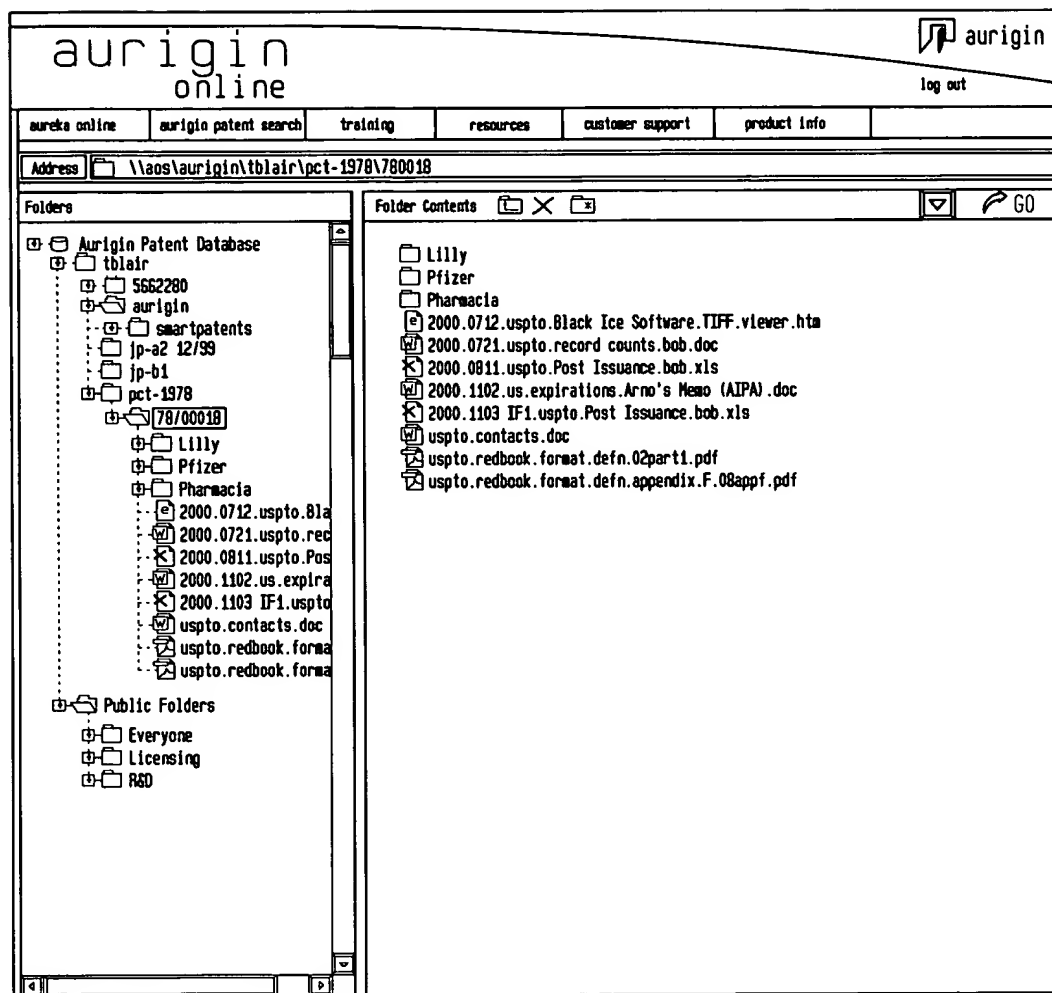 aurigin
online
aurigin
log out
aureka online
aurigin patent search
training
resources
customer support
product info
Address
\\aos\aurigin\tblair\pct-1978\780018
Folders
Aurigin Patent Database
tblair
5662280
aurigin
smartpatents
jp-a2 12/99
jp-b1
pct-1978
78/00018
Lilly
Pfizer
Pharmacia
2000.0712.uspto.Bla
2000.0721.uspto.rec
2000.0811.uspto.Pos
2000.1102.us.expira
2000.1103 IF1.uspto
uspto.contacts.doc
uspto.redbook.forma
uspto.redbook.forma
Public Folders
Everyone
Licensing
R&D
Folder Contents
GO
Lilly
Pfizer
Pharmacia
2000.0712.uspto.Black Ice Software.TIFF.viewer.htm
2000.0721.uspto.record counts.bob.doc
2000.0811.uspto.Post Issuance.bob.xls
2000.1102.us.expirations.Arno's Memo (AIPA).doc
2000.1103 IF1.uspto.Post Issuance.bob.xls
uspto.contacts.doc
uspto.redbook.format.defn.02part1.pdf
uspto.redbook.format.defn.appendix.F.08appf.pdf